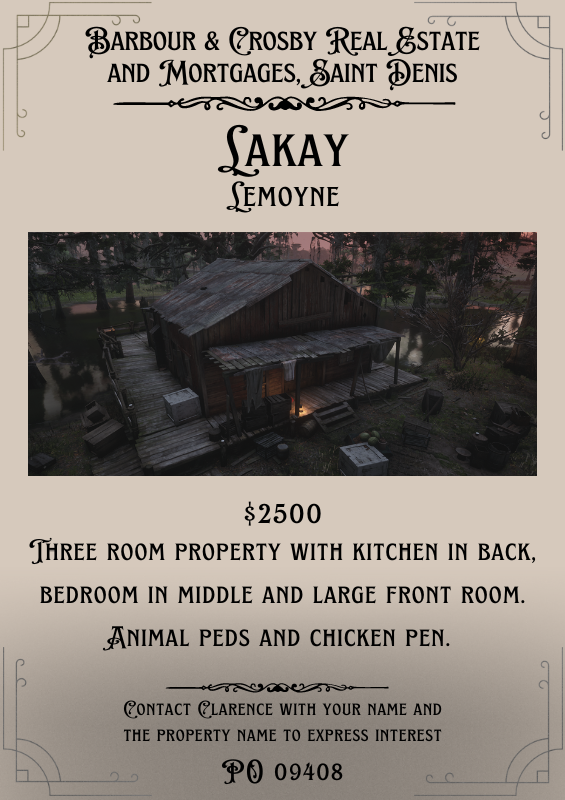 Barbour & Crosby Real Estate
and Mortgages, Saint Denis
Lakay
Lemoyne
$2500
Three room property with kitchen in back,
bedroom in middle and large front room.
Animal peds and chicken pen.
Contact Clarence with your name and
the property name to express interest
PO 09408